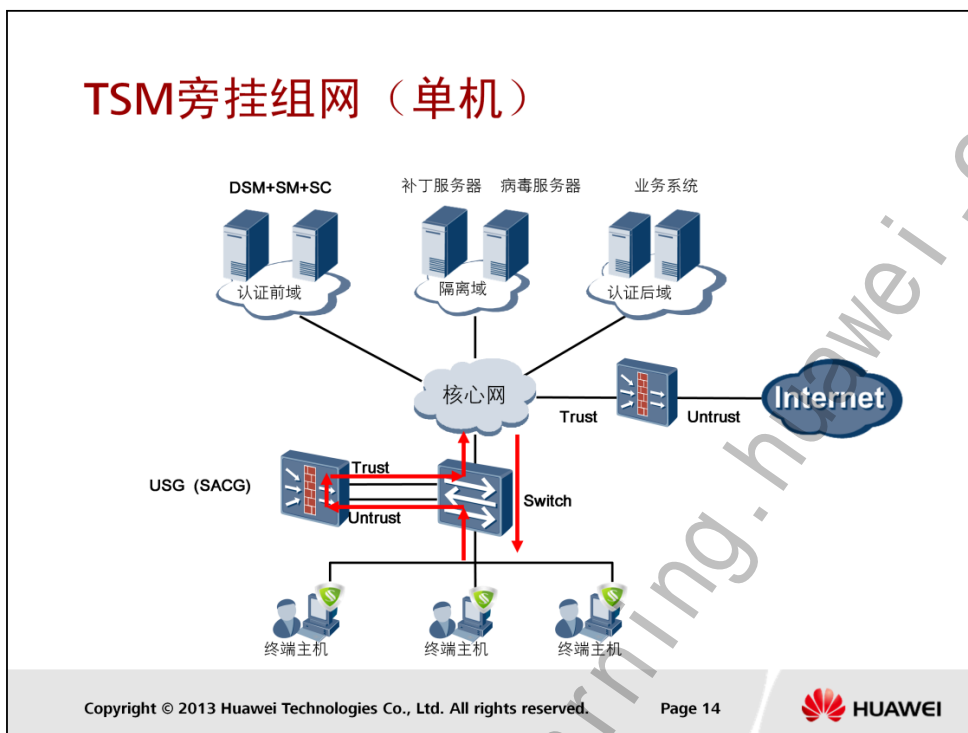 TSM旁挂组网（单机）
DSM+SM+SC
补丁服务器 病毒服务器
业务系统
认证前域
隔离域
认证后域
核心网
Trust
Untrust
Internet
USG (SACG)
Trust
Untrust
Switch
终端主机
终端主机
终端主机
rning.huawei.
Copyright © 2013 Huawei Technologies Co., Ltd. All rights reserved.
Page 14
HUAWEI